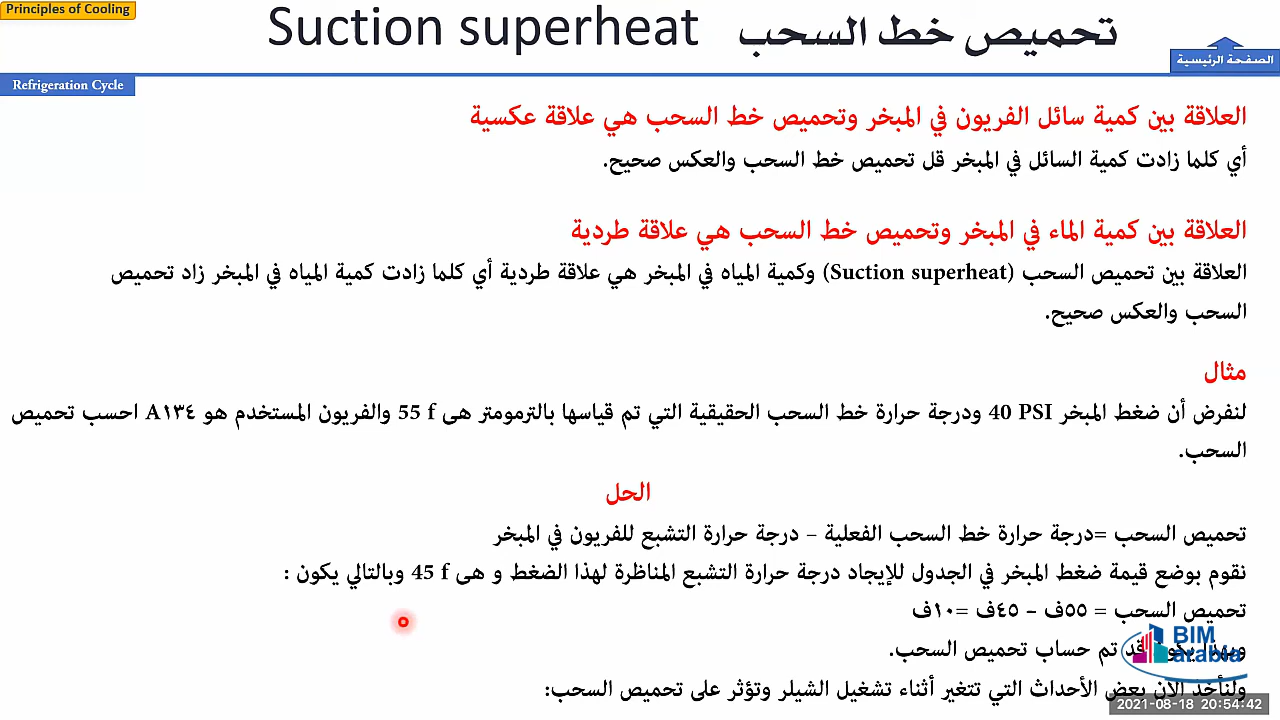 Principles of Cooling
Suction superheat تحميص خط السحب
الصفحة الرئيسية
Refrigeration Cycle
العلاقة بين كمية سائل الفريون في المبخر وتحميص خط السحب هي علاقة عكسية
أي كلما زادت كمية السائل في المبخر قل تحميص خط السحب والعكس صحيح.
العلاقة بين كمية الماء في المبخر وتحميص خط السحب هي علاقة طردية
العلاقة بين تحميص السحب (Suction superheat) وكمية المياه في المبخر هي علاقة طردية أي كلما زادت كمية المياه في المبخر زاد تحميص
السحب والعكس صحيح.
مثال
لنفرض أن ضغط المبخر 40 PSI ودرجة حرارة خط السحب الحقيقية التي تم قياسها بالترمومتر هى 55 f والفريون المستخدم هو A١٣٤ احسب تحميص
السحب.
الحل
تحميص السحب =درجة حرارة خط السحب الفعلية – درجة حرارة التشبع للفريون في المبخر
نقوم بوضع قيمة ضغط المبخر في الجدول للإيجاد درجة حرارة التشبع المناظرة لهذا الضغط و هى 45 f وبالتالي يكون :
تحميص السحب = ٥٥ف – ٤٥ف =١٠ف
قد تم حساب تحميص السحب.
ولنأخذ الآن بعض الأحداث التي تتغير أثناء تشغيل الشيلر وتؤثر على تحميص السحب:
BIM
arabia
2021-08-18 20:54:42